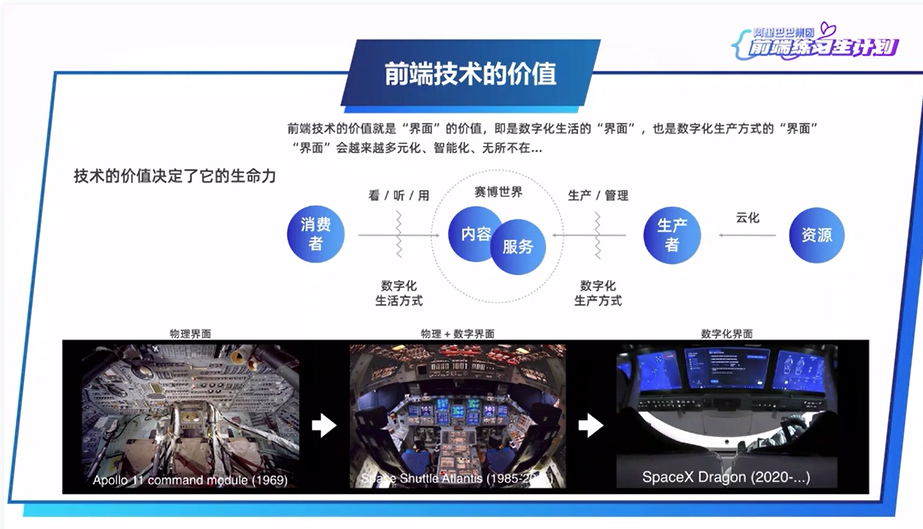 阿里巴巴集团
前端练习生计划
前端技术的价值
前端技术的价值就是“界面”的价值，即是数字化生活的“界面”，也是数字化生产方式的“界面”
“界面”会越来越多元化、智能化、无所不在...
技术的价值决定了它的生命力
看 / 听 / 用
赛博世界
生产 / 管理
消费
者
内容
服务
生产
者
云化
资源
数字化
生活方式
数字化
生产方式
物理界面
物理 + 数字界面
数字化界面
Apollo 11 command module (1969)
Space Shuttle Atlantis (1985-
SpaceX Dragon (2020-...)